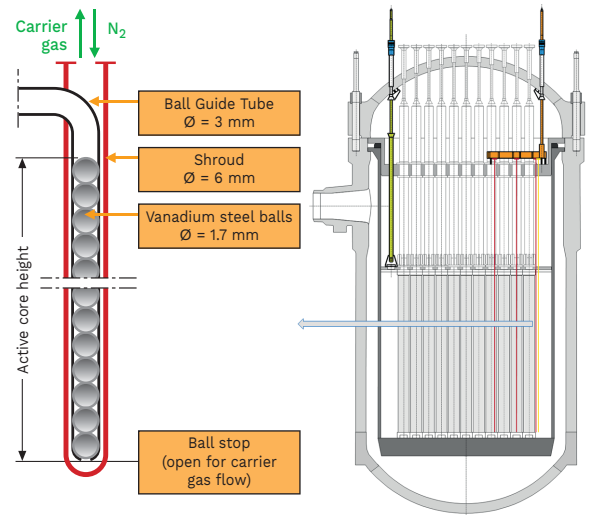 Carrier
gas
N₂
Ball Guide Tube
Ø = 3 mm
Shroud
Ø = 6 mm
Vanadium steel balls
Ø = 1.7 mm
Active core height
Ball stop
(open for carrier
gas flow)